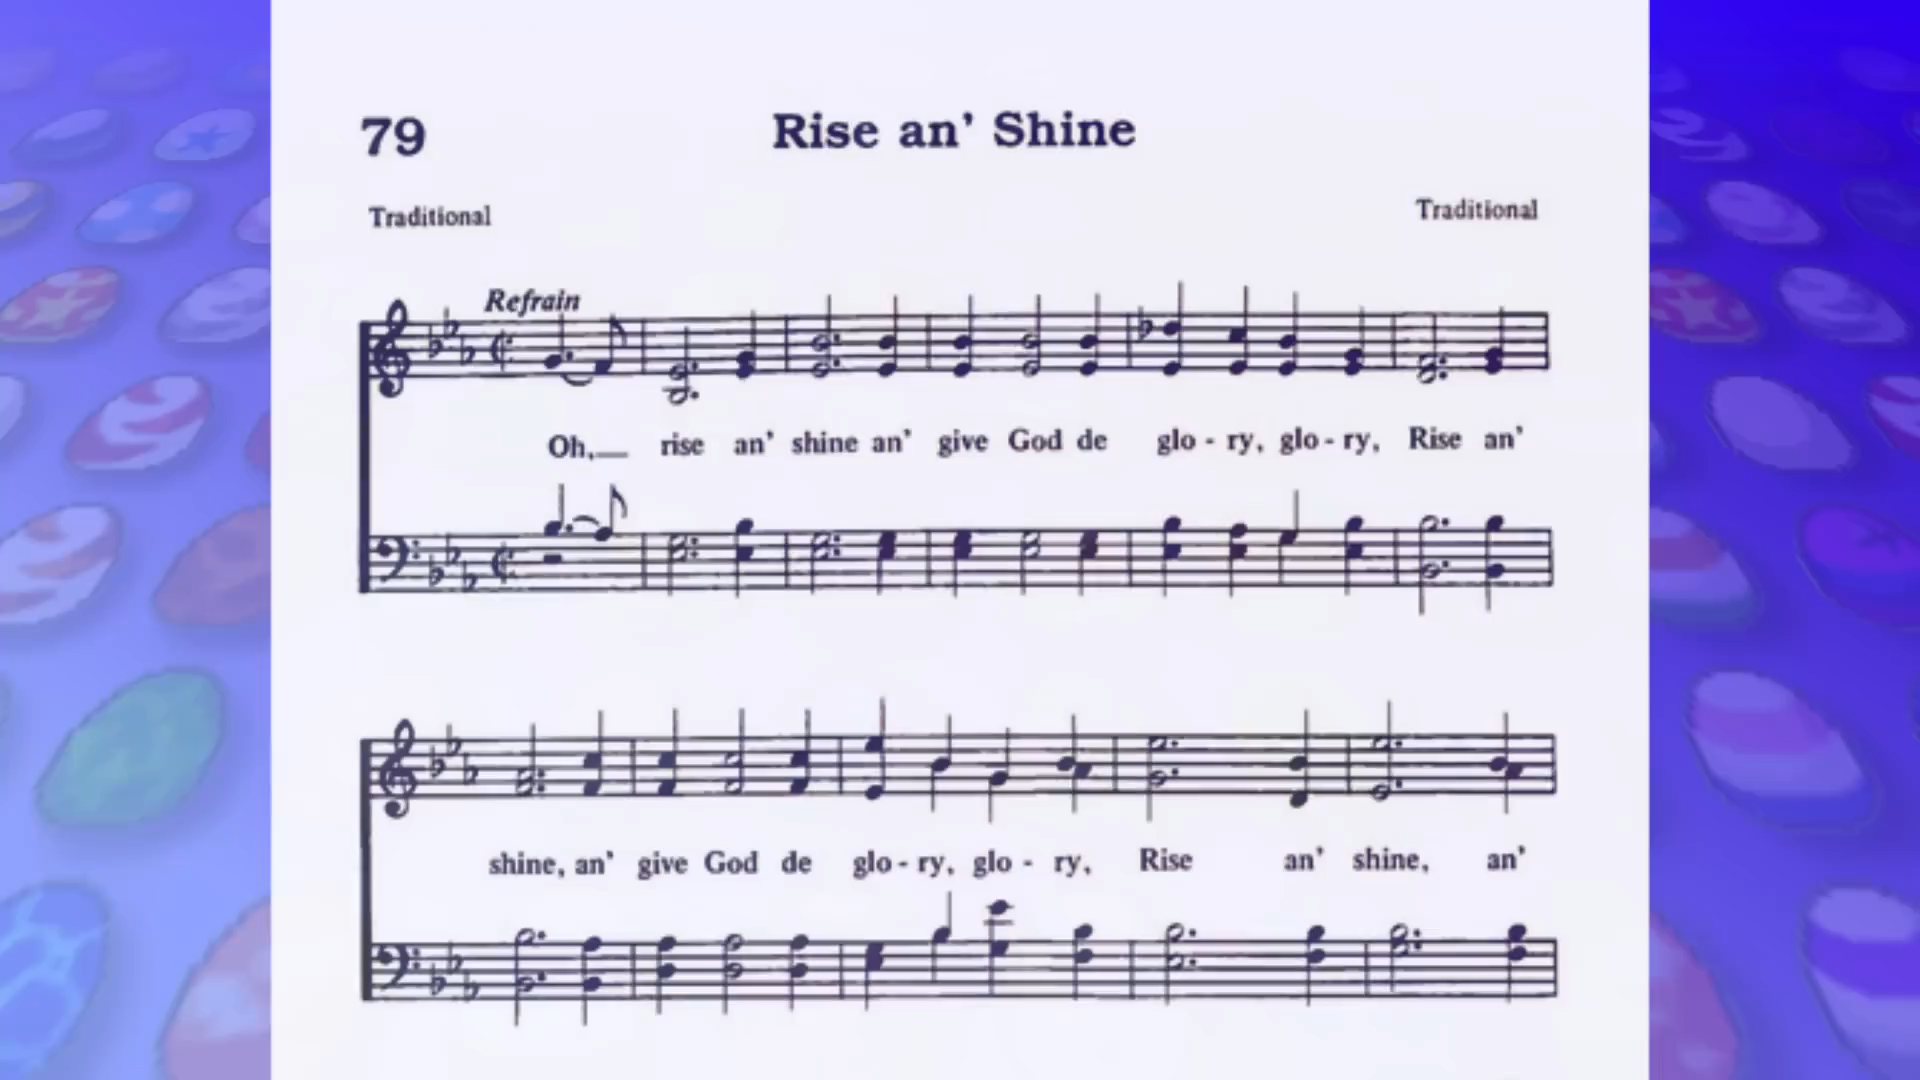 79
Rise an' Shine
Traditional
Traditional
Refrain
Oh,— rise an' shine an' give God de glo - ry, glo - ry, Rise an'
shine, an' give God de glo - ry, glo - ry, Rise an' shine, an'